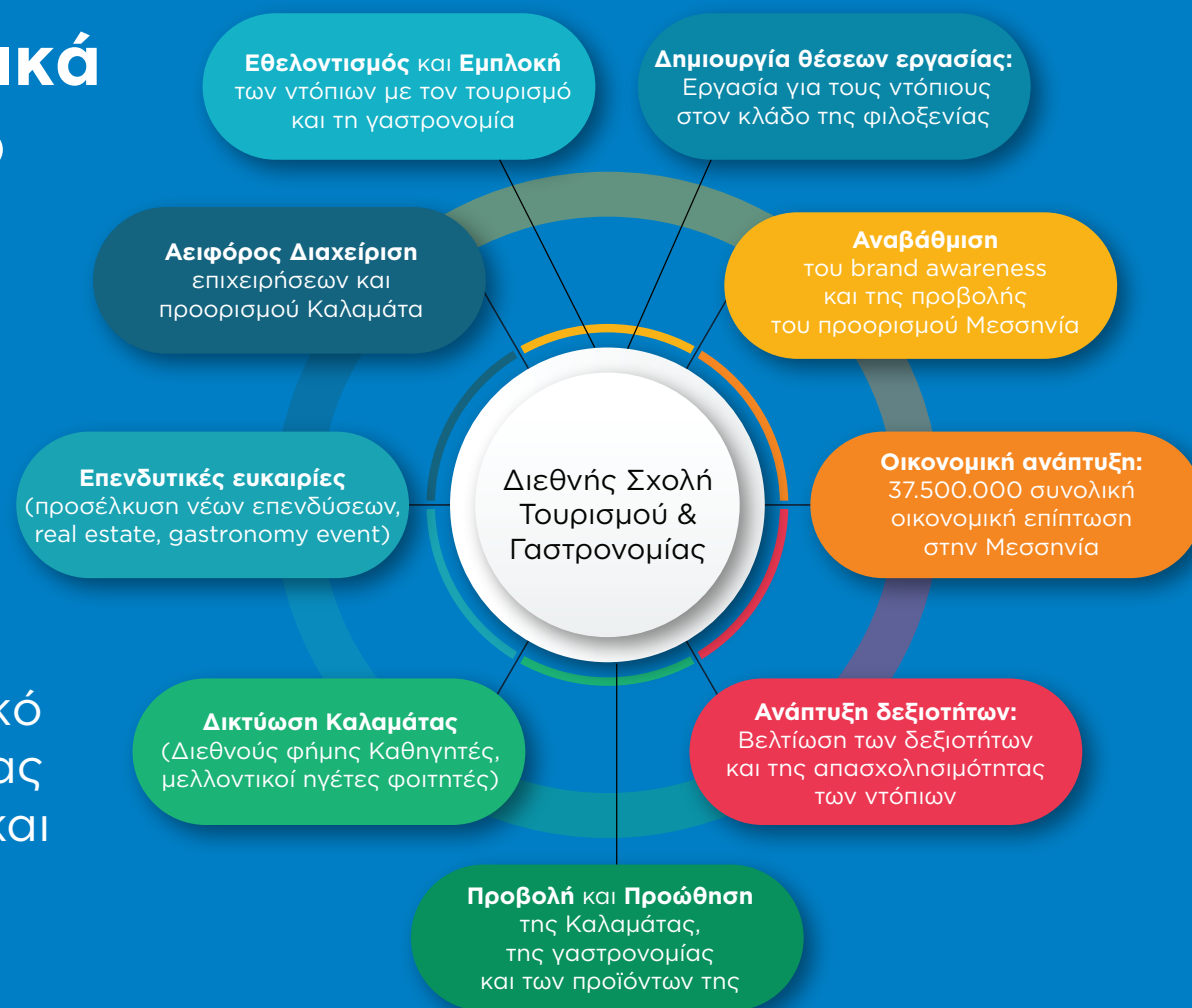 Εθελοντισμός και Εμπλοκή
των ντόπιων με τον τουρισμό
και τη γαστρονομία
Δημιουργία θέσεων εργασίας:
Εργασία για τους ντόπιους
στον κλάδο της φιλοξενίας
Αειφόρος Διαχείριση
επιχειρήσεων και
προορισμού Καλαμάτα
Αναβάθμιση
του brand awareness
και της προβολής
του προορισμού Μεσσηνία
Επενδυτικές ευκαιρίες
(προσέλκυση νέων επενδύσεων,
real estate, gastronomy event)
Διεθνής Σχολή
Τουρισμού &
Γαστρονομίας
Οικονομική ανάπτυξη:
37.500.000 συνολική
οικονομική επίπτωση
στην Μεσσηνία
Δικτύωση Καλαμάτας
(Διεθνούς φήμης Καθηγητές,
μελλοντικοί ηγέτες φοιτητές)
Ανάπτυξη δεξιοτήτων:
Βελτίωση των δεξιοτήτων
και της απασχολησιμότητας
των ντόπιων
και
Προβολή και Προώθηση
της Καλαμάτας,
της γαστρονομίας
και των προϊόντων της